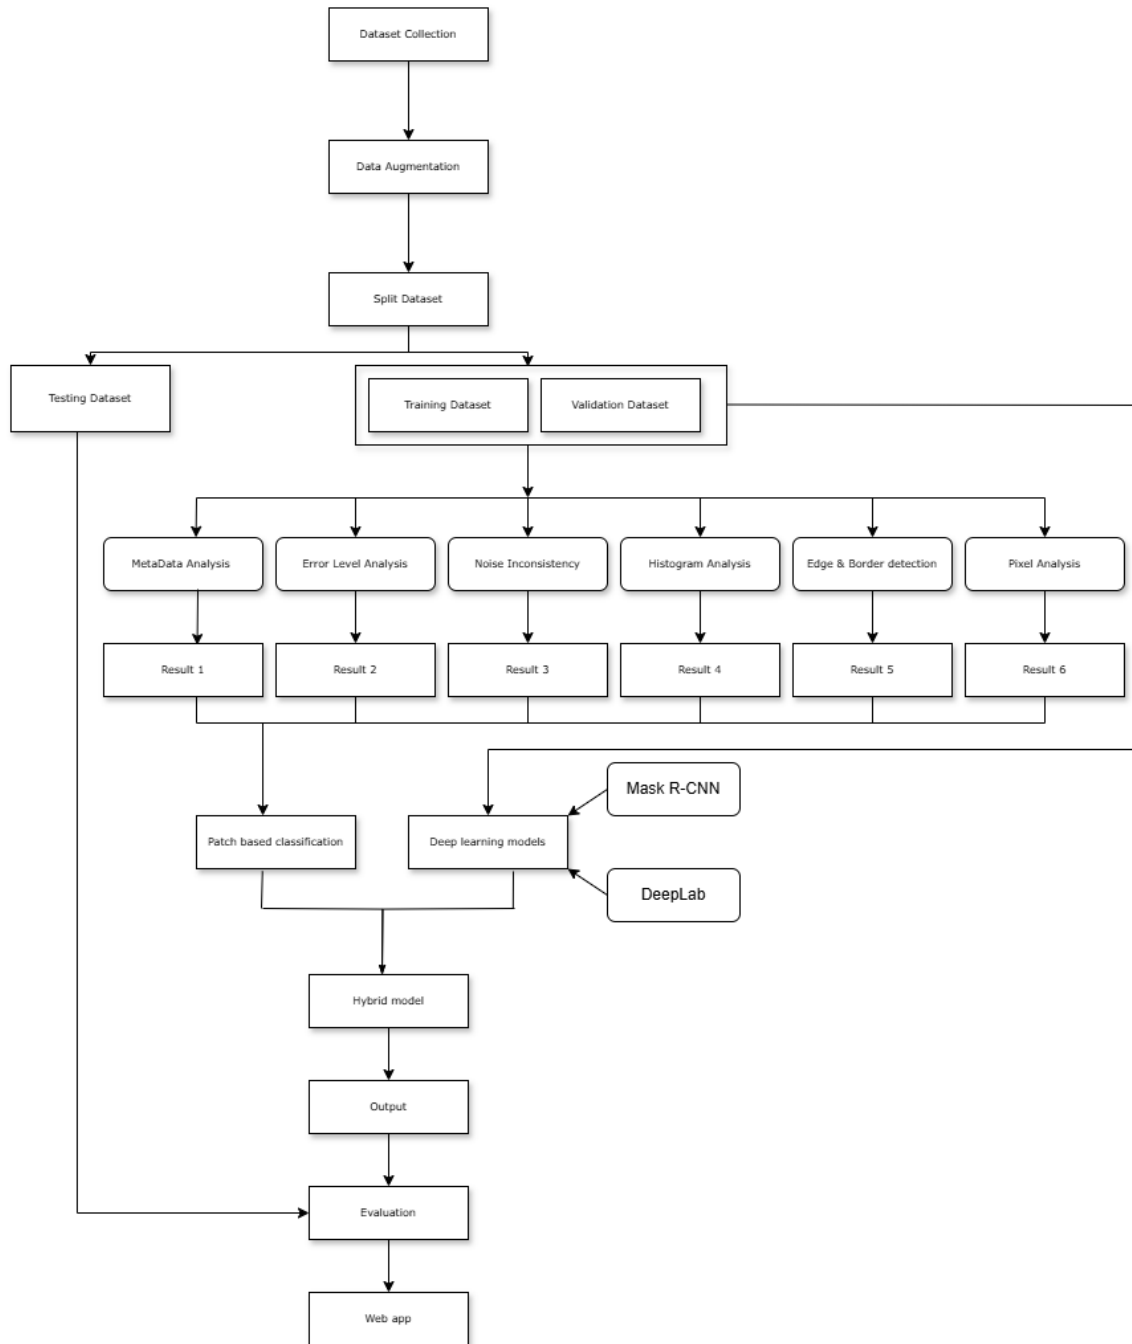 Dataset Collection
Data Augmentation
Split Dataset
Testing Dataset
Training Dataset
Validation Dataset
MetaData Analysis
Error Level Analysis
Noise Inconsistency
Histogram Analysis
Edge & Border detection
Pixel Analysis
Result 1
Result 2
Result 3
Result 4
Result 5
Result 6
Mask R-CNN
Patch based classification
Deep learning models
DeepLab
Hybrid model
Output
Evaluation
Web app